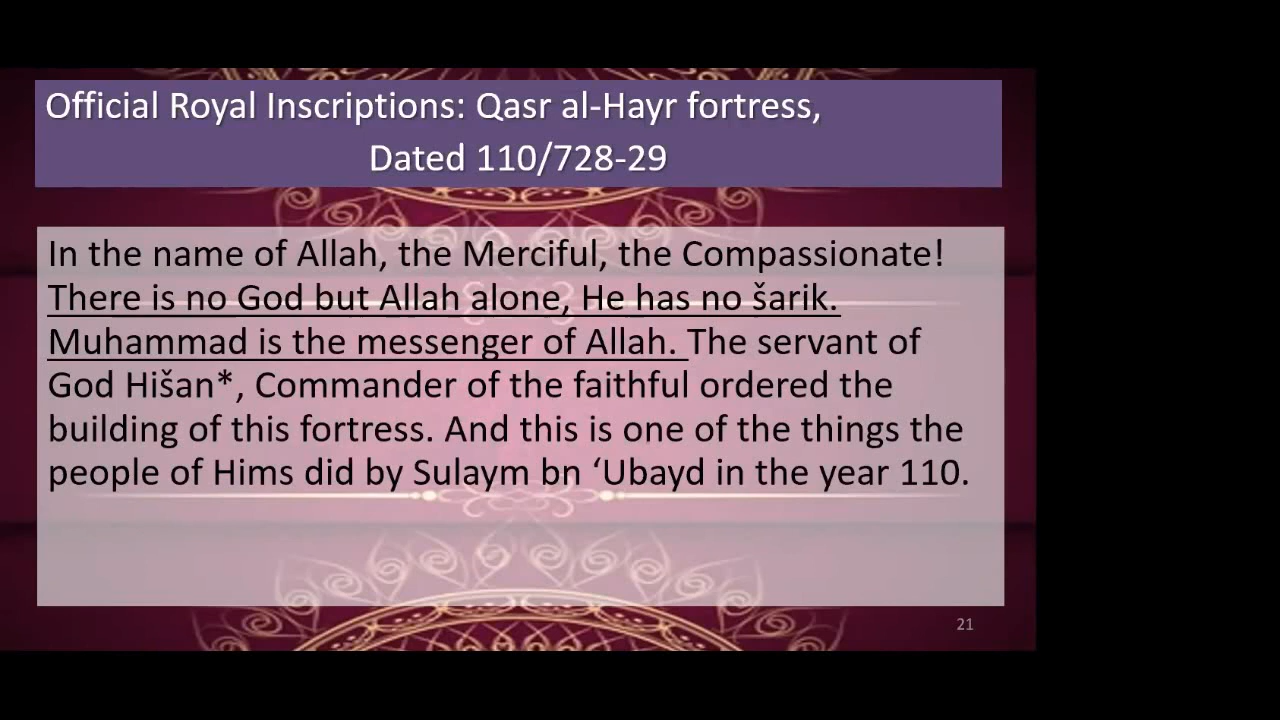 Official Royal Inscriptions: Qasr al-Hayr fortress,
Dated 110/728-29
In the name of Allah, the Merciful, the Compassionate!
There is no God but Allah alone, He has no šarik.
Muhammad is the messenger of Allah. The servant of
God Hišan*, Commander of the faithful ordered the
building of this fortress. And this is one of the things the
people of Hims did by Sulaym bn ‘Ubayd in the year 110.
21